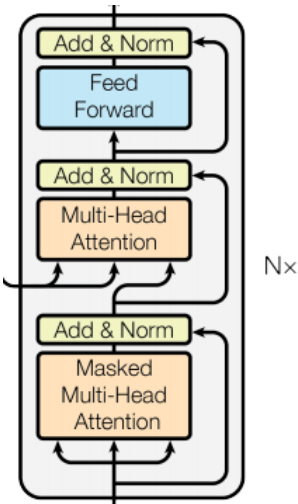 Add & Norm
Feed
Forward
Add & Norm
Multi-Head
Attention
N×
Add & Norm
Masked
Multi-Head
Attention